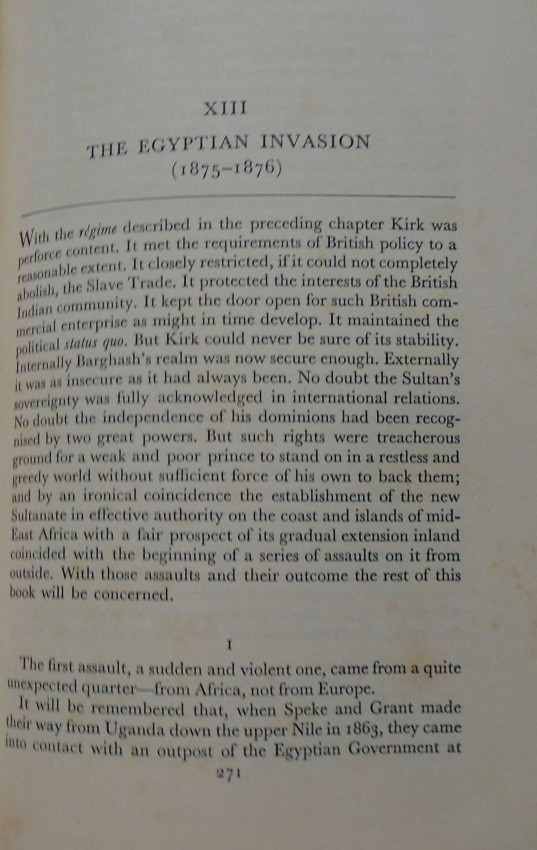 XIII
THE EGYPTIAN INVASION
(1875–1876)
With the régime described in the preceding chapter Kirk was
perforce content. It met the requirements of British policy to a
reasonable extent. It closely restricted, if it could not completely
abolish, the Slave Trade. It protected the interests of the British
Indian community. It kept the door open for such British com-
mercial enterprise as might in time develop. It maintained the
political status quo. But Kirk could never be sure of its stability.
Internally Barghash's realm was now secure enough. Externally
it was as insecure as it had always been. No doubt the Sultan's
sovereignty was fully acknowledged in international relations.
No doubt the independence of his dominions had been recog-
nised by two great powers. But such rights were treacherous
ground for a weak and poor prince to stand on in a restless and
greedy world without sufficient force of his own to back them;
and by an ironical coincidence the establishment of the new
Sultanate in effective authority on the coast and islands of mid-
East Africa with a fair prospect of its gradual extension inland
coincided with the beginning of a series of assaults on it from
outside. With those assaults and their outcome the rest of this
book will be concerned.
I
The first assault, a sudden and violent one, came from a quite
unexpected quarter—from Africa, not from Europe.
It will be remembered that, when Speke and Grant made
their way from Uganda down the upper Nile in 1863, they came
into contact with an outpost of the Egyptian Government at
271